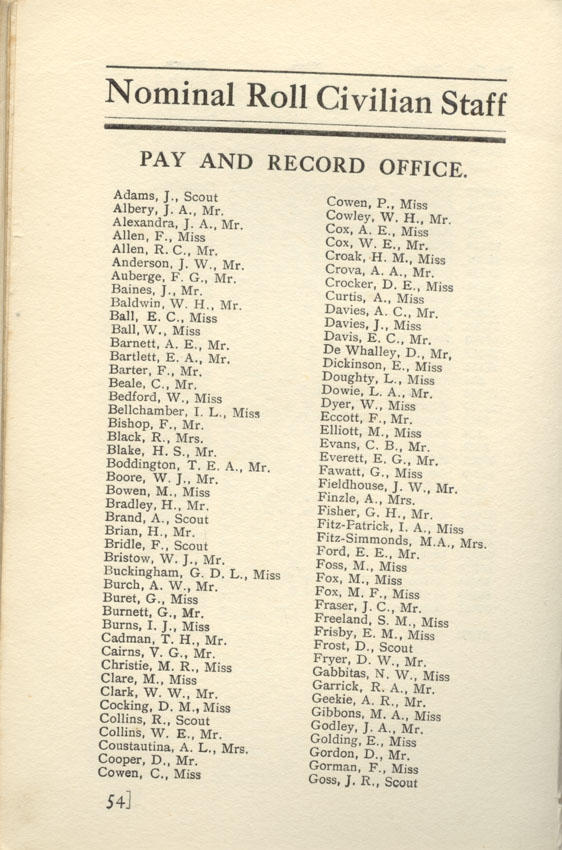 Nominal Roll Civilian Staff
PAY AND RECORD OFFICE.
Adams, J., Scout
Albery, J. A., Mr.
Alexandra, J. A., Mr.
Allen, F., Miss
Allen, R. C., Mr.
Anderson, J. W., Mr.
Auberge, F. G., Mr.
Baines, J., Mr.
Baldwin, W. H., Mr.
Ball, E. C., Miss
Ball, W., Miss
Barnett, A. E., Mr.
Bartlett, E. A., Mr.
Barter, F., Mr.
Beale, C., Mr.
Bedford, W., Miss
Bellchamber, I. L., Miss
Bishop, F., Mr.
Black, R., Mrs.
Blake, H. S., Mr.
Boddington, T. E. A., Mr.
Boore, W. J., Mr.
Bowen, M., Miss
Bradley, H., Mr.
Brand, A., Scout
Brian, H., Mr.
Bridle, F., Scout
Bristow, W. J., Mr.
Buckingham, G. D. L., Miss
Burch, A. W., Mr.
Buret, G., Miss
Burnett, G., Mr.
Burns, I. J., Miss
Cadman, T. H., Mr.
Cairns, V. G., Mr.
Christie, M. R., Miss
Clare, M., Miss
Clark, W. W., Mr.
Cocking, D. M., Miss
Collins, R., Scout
Collins, W. E., Mr.
Coustautina, A. L., Mrs.
Cooper, D., Mr.
Cowen, C., Miss
Cowen, P., Miss
Cowley, W. H., Mr.
Cox, A. E., Miss
Cox, W. E., Mr.
Croak, H. M., Miss
Crova, A. A., Mr.
Crocker, D. E., Miss
Curtis, A., Miss
Davies, A. C., Mr.
Davies, J., Miss
Davis, E. C., Mr.
De Whalley, D., Mr,
Dickinson, E., Miss
Doughty, L., Miss
Dowie, L. A., Mr.
Dyer, W., Miss
Eccott, F., Mr.
Elliott, M., Miss
Evans, C. B., Mr.
Everett, E. G., Mr.
Fawatt, G., Miss
Fieldhouse, J. W., Mr.
Finzle, A., Mrs.
Fisher, G. H., Mr.
Fitz-Patrick, I. A., Miss
Fitz-Simmonds, M.A., Mrs.
Ford, E. E., Mr.
Foss, M., Miss
Fox, M., Miss
Fox, M. F., Miss
Fraser, J. C., Mr.
Freeland, S. M., Miss
Frisby, E. M., Miss
Frost, D., Scout
Fryer, D. W., Mr.
Gabbitas, N. W., Miss
Garrick, R. A., Mr.
Geekie, A. R., Mr.
Gibbons, M. A., Miss
Godley, J. A., Mr.
Golding, E., Miss
Gordon, D., Mr.
Gorman, F., Miss
Goss, J. R., Scout
54]